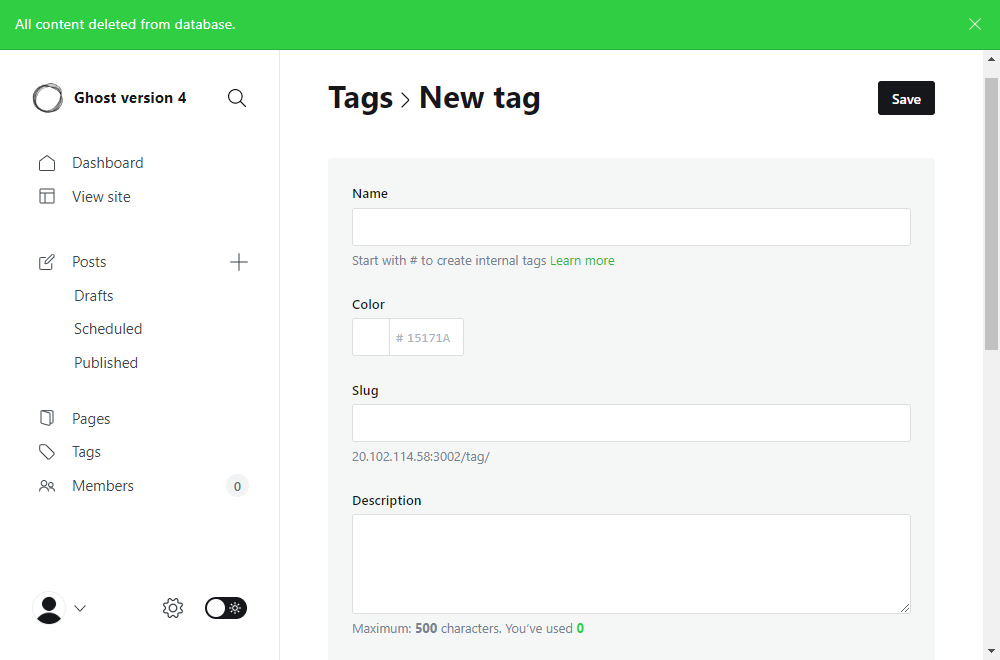 All content deleted from database.
Ghost version 4
Dashboard
View site
Posts
Drafts
Scheduled
Published
Pages
Tags
Members
0
Tags > New tag
Save
Name
Start with # to create internal tags Learn more
Color
# 15171A
Slug
20.102.114.58:3002/tag/
Description
Maximum: 500 characters. You’ve used 0